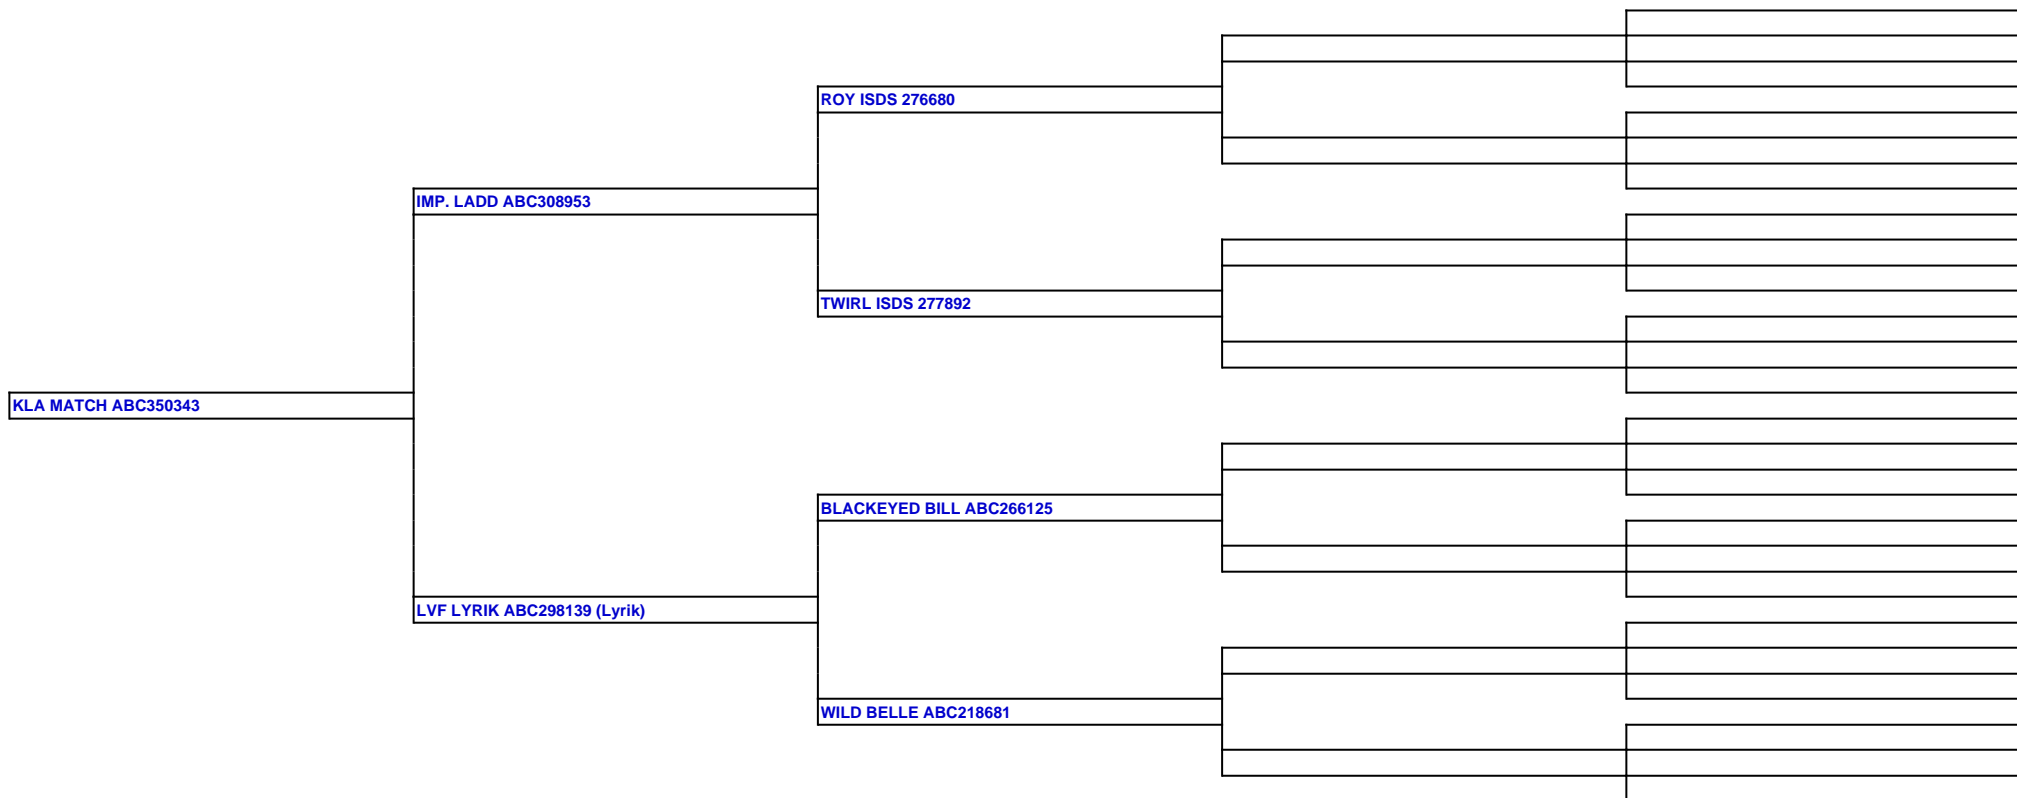 ROY ISDS 276680
IMP. LADD ABC308953
TWIRL ISDS 277892
KLA MATCH ABC350343
BLACKEYED BILL ABC266125
LVF LYRIK ABC298139 (Lyrik)
WILD BELLE ABC218681